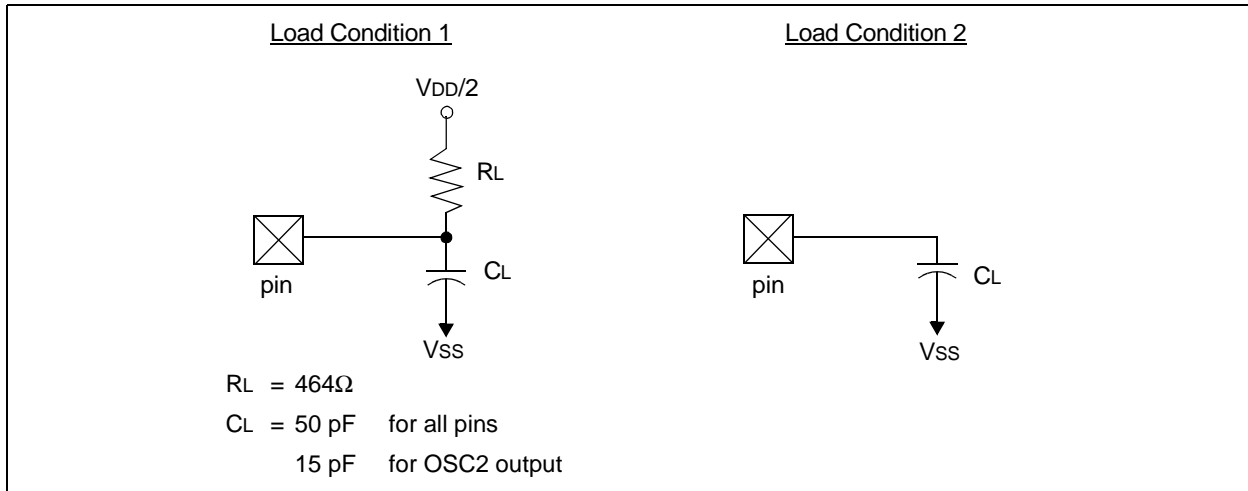 Load Condition 1
Load Condition 2
VDD/2
RL
CL
pin
VSS
CL
pin
VSS
RL = 464Ω
CL = 50 pF for all pins
15 pF for OSC2 output